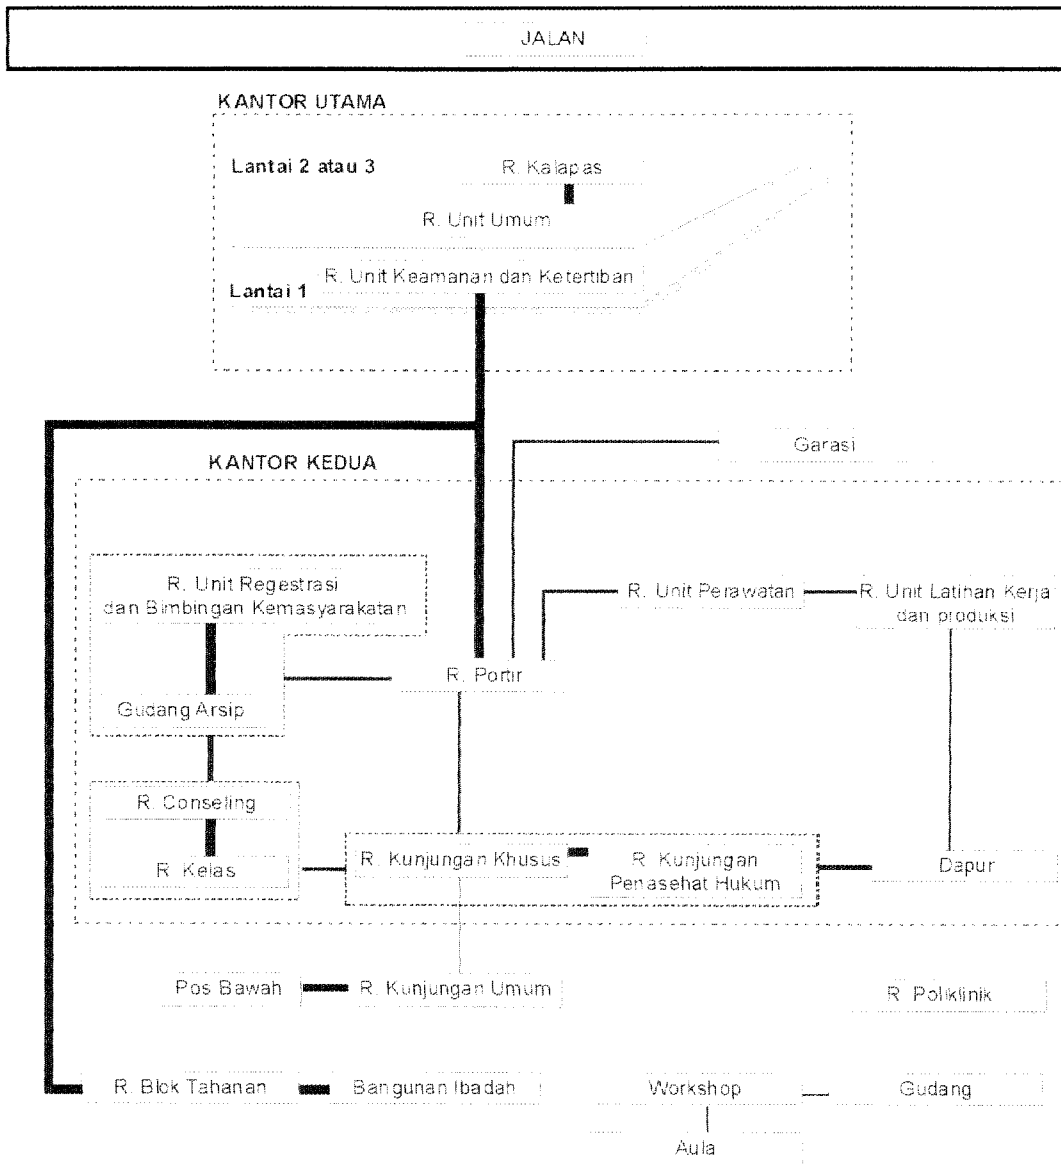 JALAN
KANTOR UTAMA
Lantai 2 atau 3
R. Kalapas
R. Unit Umum
R. Unit Keamanan dan Ketertiban
Lantai 1
Garasi
KANTOR KEDUA
R. Unit Regestrasi
dan Bimbingan Kemasyarakatan
R. Unit Perawatan
R. Unit Latihan Kerja
dan produksi
R. Portir
Gudang Arsip
R. Conseling
R. Kelas
R. Kunjungan Khusus
R. Kunjungan
Penasehat Hukum
Dapur
Pos Bawah
R. Kunjungan Umum
R. Poliklinik
R. Blok Tahanan
Bangunan Ibadah
Workshop
Gudang
Aula